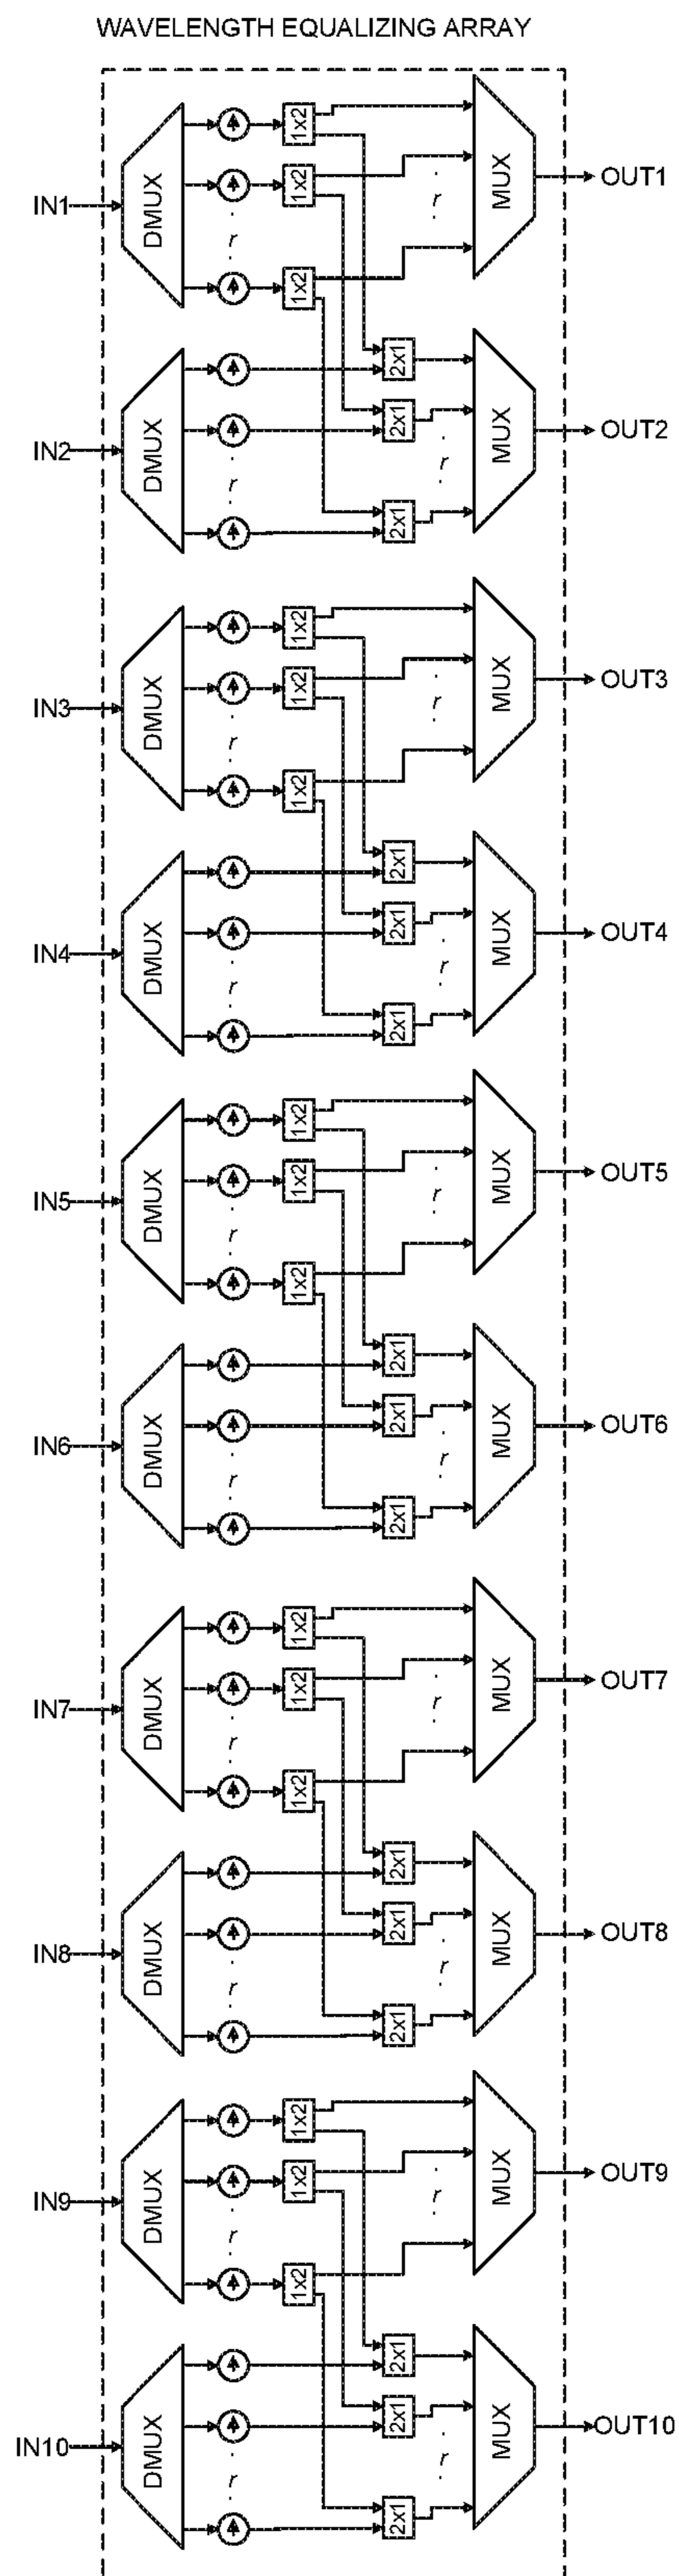 WAVELENGTH EQUALIZING ARRAY
IN1
DMUX
r
1x2
1x2
1x2
r
MUX
OUT1
IN2
DMUX
r
2x1
2x1
2x1
r
MUX
OUT2
IN3
DMUX
r
1x2
1x2
1x2
r
MUX
OUT3
IN4
DMUX
r
2x1
2x1
2x1
r
MUX
OUT4
IN5
DMUX
r
1x2
1x2
1x2
r
MUX
OUT5
IN6
DMUX
r
2x1
2x1
2x1
r
MUX
OUT6
IN7
DMUX
r
1x2
1x2
1x2
r
MUX
OUT7
IN8
DMUX
r
2x1
2x1
2x1
r
MUX
OUT8
IN9
DMUX
r
1x2
1x2
1x2
r
MUX
OUT9
IN10
DMUX
r
2x1
2x1
2x1
r
MUX
OUT10